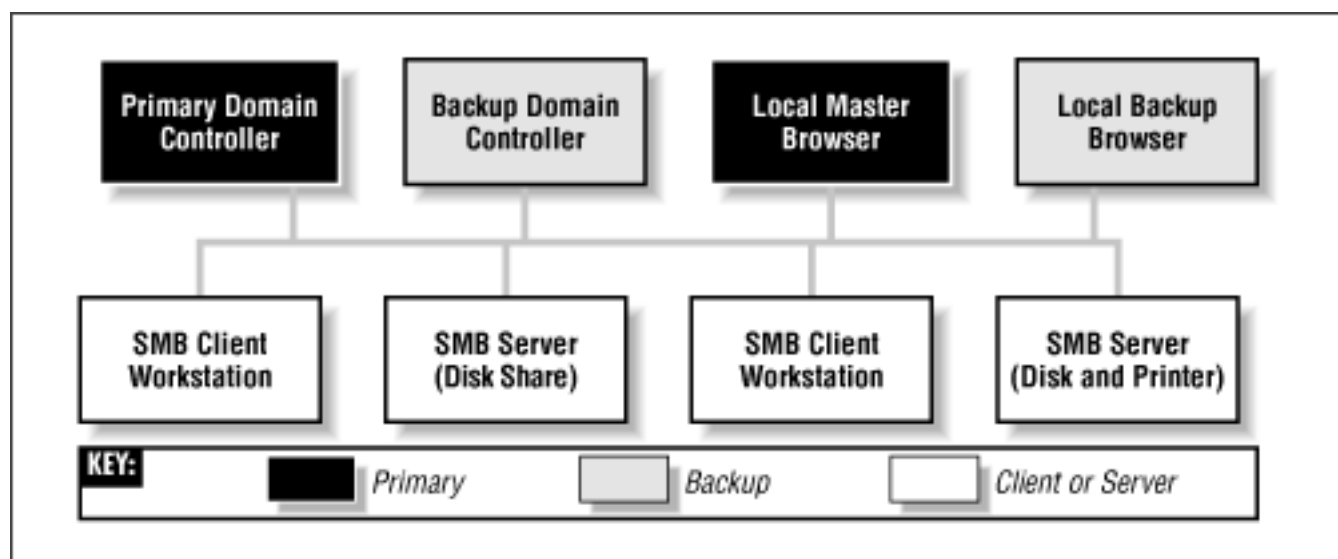 Primary Domain
Controller
Backup Domain
Controller
Local Master
Browser
Local Backup
Browser
SMB Client
Workstation
SMB Server
(Disk Share)
SMB Client
Workstation
SMB Server
(Disk and Printer)
KEY:
Primary
Backup
Client or Server